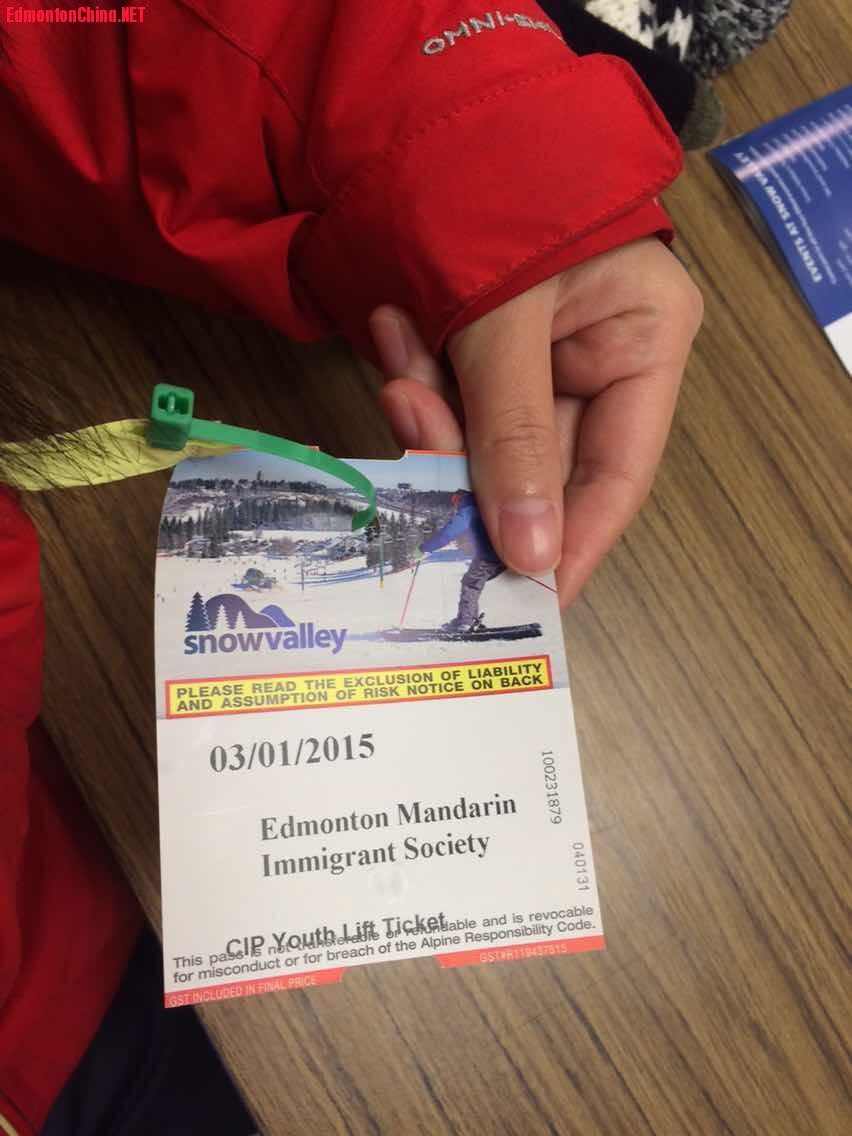 EdmontonChina.NET
OMNI-
EVENTS AT SNOW VALLEY
snowvalley
PLEASE READ THE EXCLUSION OF LIABILITY
AND ASSUMPTION OF RISK NOTICE ON BACK
03/01/2015
Edmonton Mandarin
Immigrant Society
100231879
040131
CIP Youth Lift Ticket
This pass is not transferable or refundable and is revocable
for misconduct or for breach of the Alpine Responsibility Code.
GST INCLUDED IN FINAL PRICE
GST#R119437515